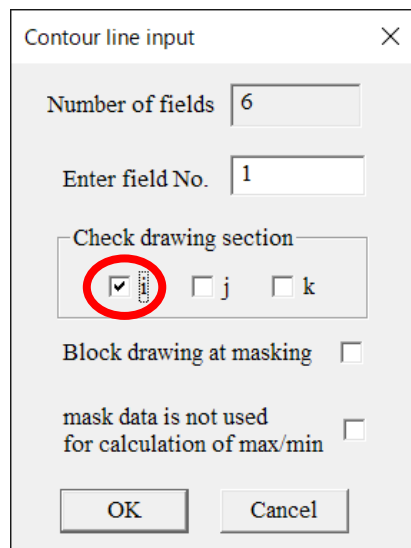 Contour line input
Number of fields 6
Enter field No. 1
Check drawing section
i j k
Block drawing at masking
mask data is not used
for calculation of max/min
OK Cancel